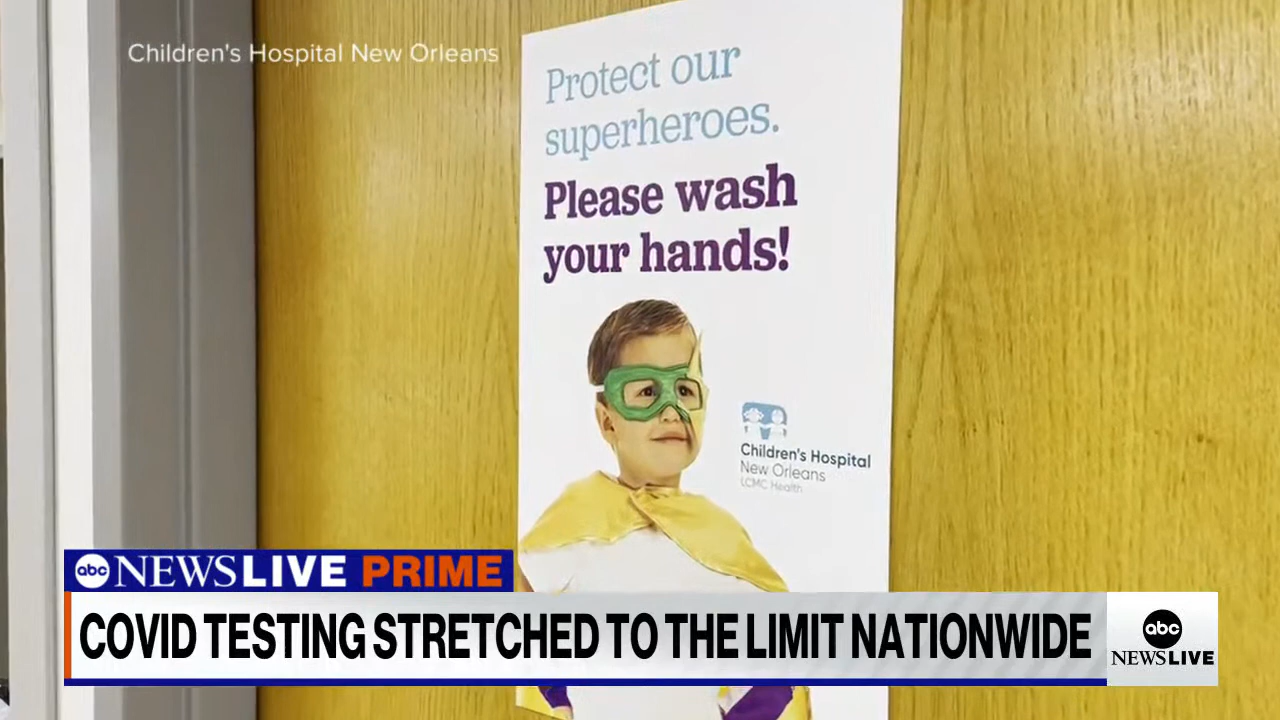 Children's Hospital New Orleans
Protect our
superheroes.
Please wash
your hands!
Children's Hospital
New Orleans
LCMC Health
abc NEWS LIVE PRIME
COVID TESTING STRETCHED TO THE LIMIT NATIONWIDE
abc
NEWS LIVE